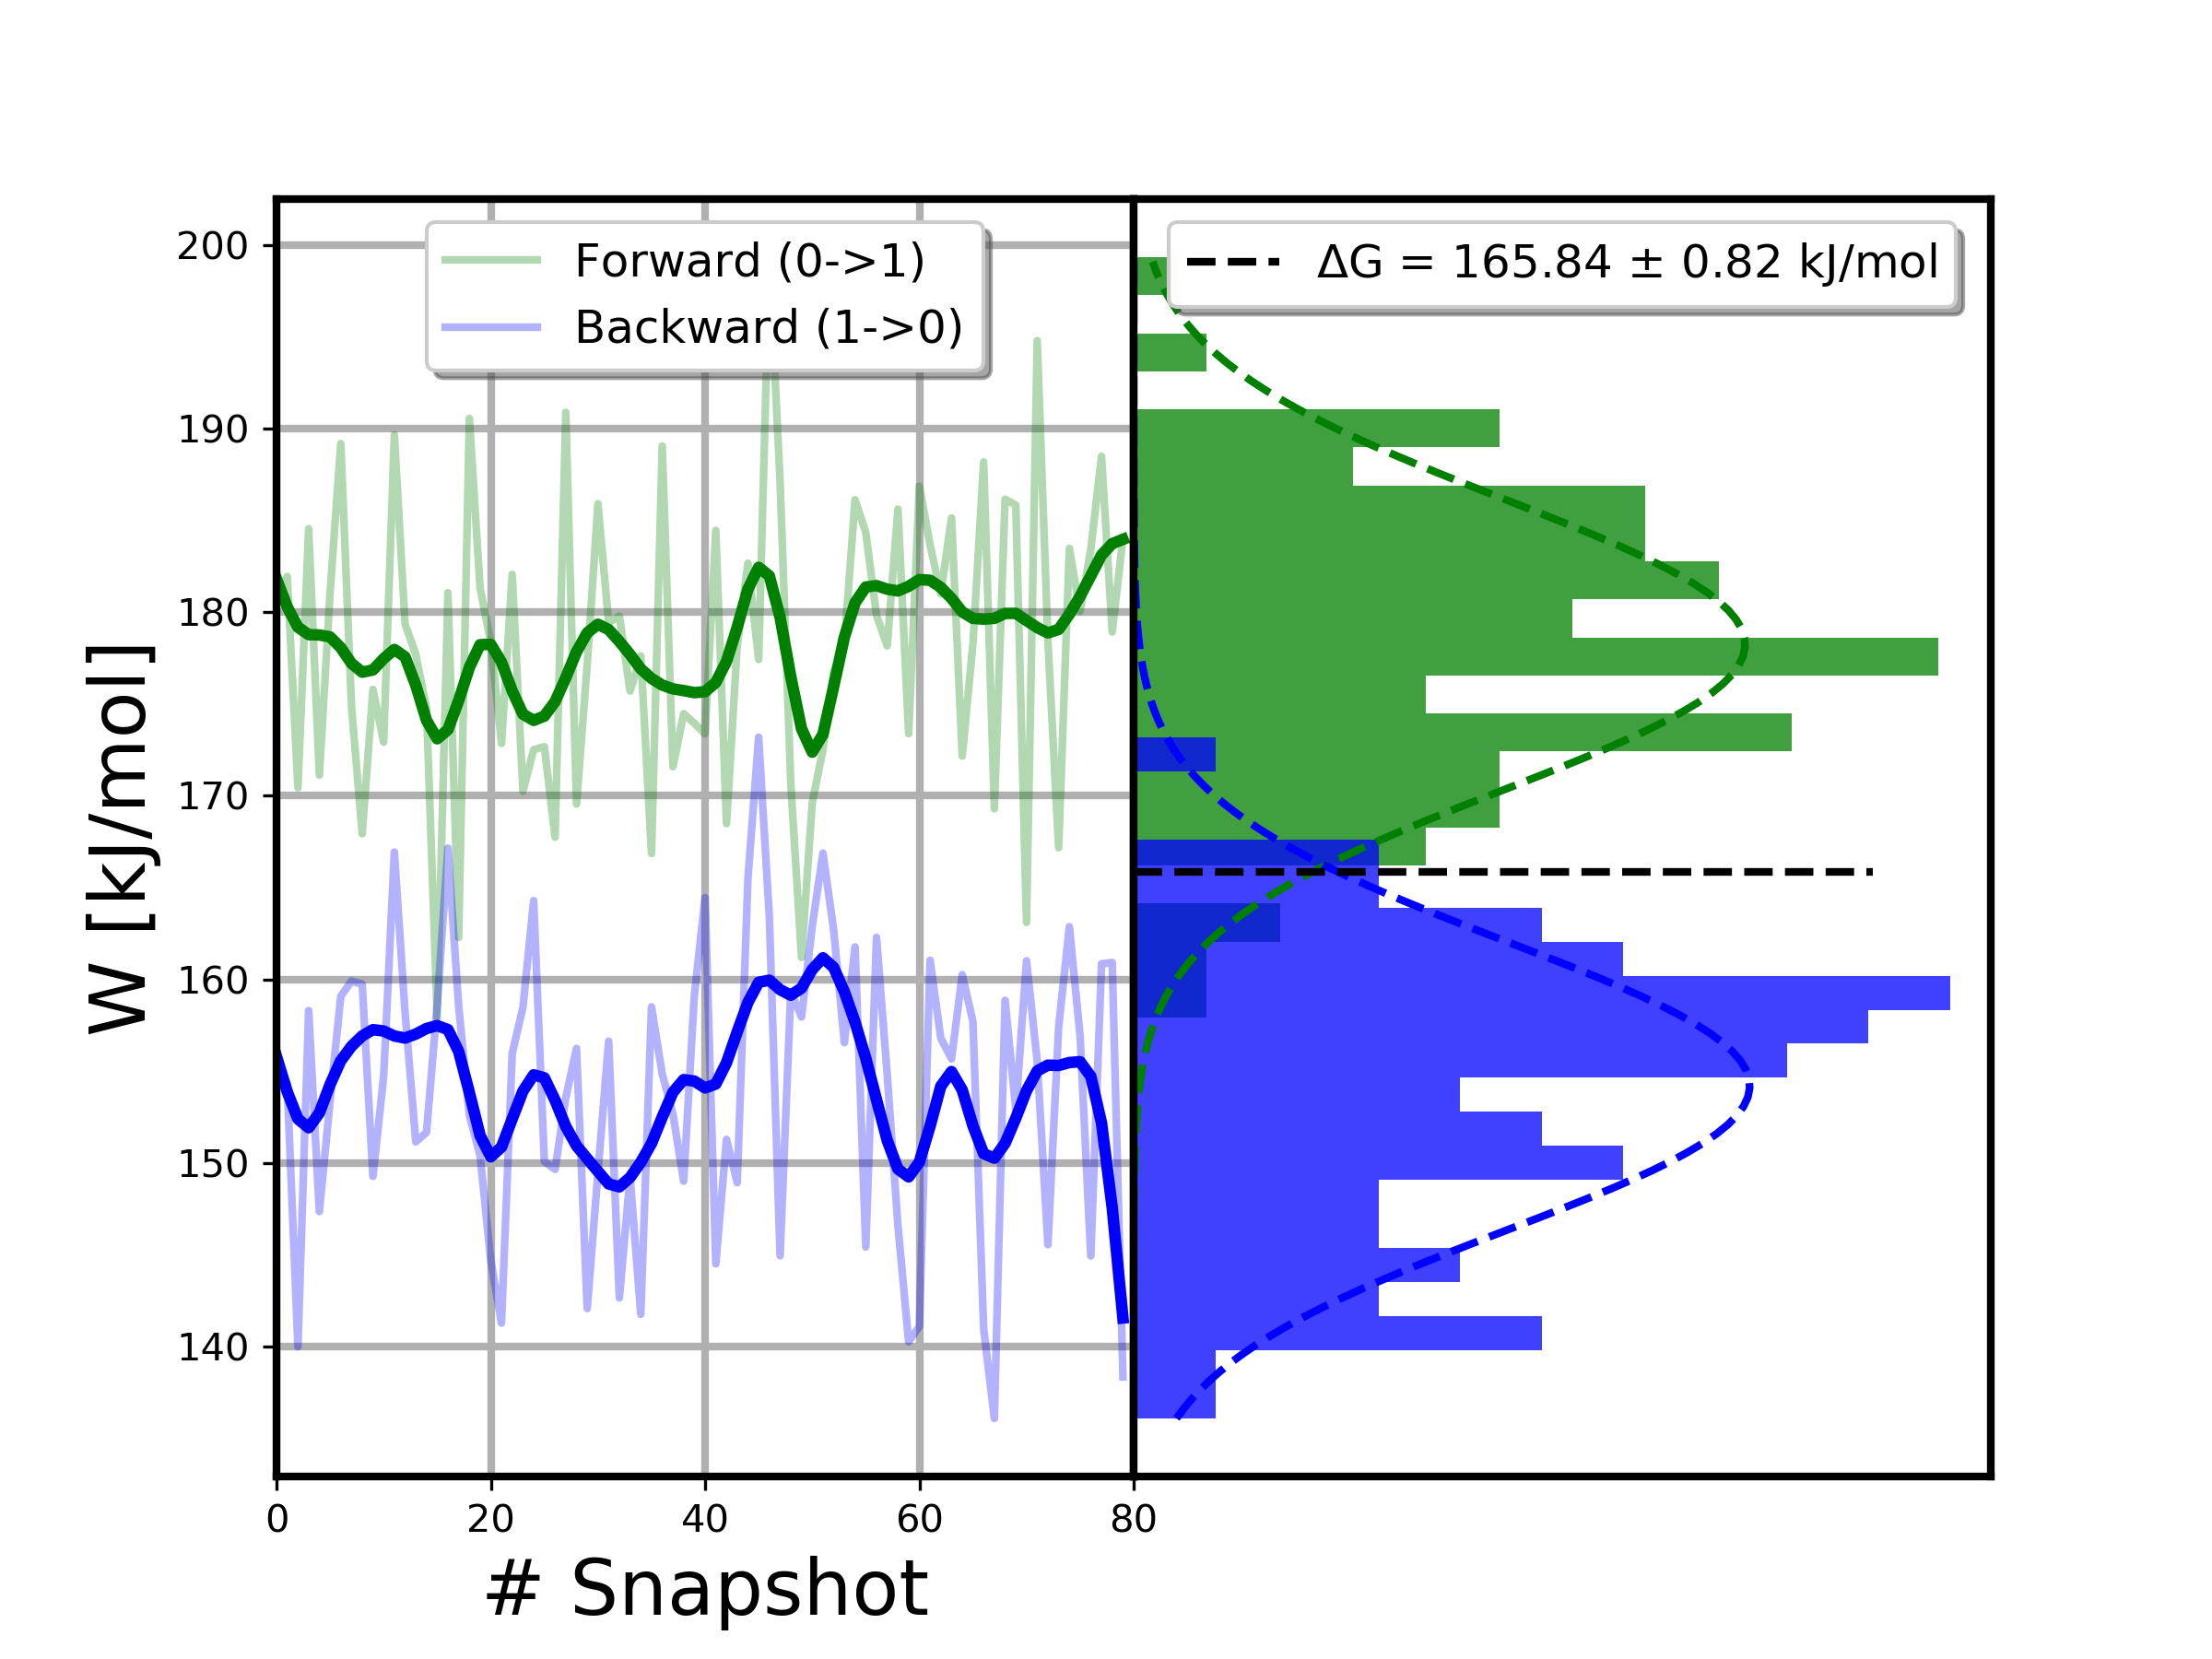 Forward (0->1)
Backward (1->0)
ΔG = 165.84 ± 0.82 kJ/mol
200
190
180
170
160
150
140
W [kJ/mol]
0 20 40 60 80
# Snapshot